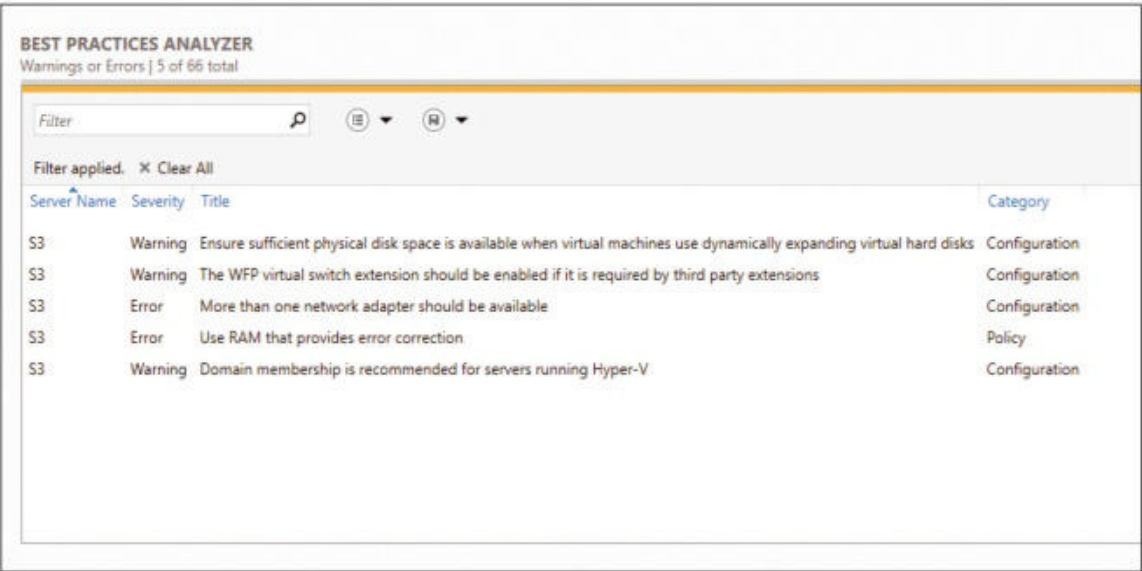 BEST PRACTICES ANALYZER
Warnings or Errors | 5 of 66 total
Filter
Filter applied. × Clear All
Server Name Severity Title Category
S3 Warning Ensure sufficient physical disk space is available when virtual machines use dynamically expanding virtual hard disks Configuration
S3 Warning The WFP virtual switch extension should be enabled if it is required by third party extensions Configuration
S3 Error More than one network adapter should be available Configuration
S3 Error Use RAM that provides error correction Policy
S3 Warning Domain membership is recommended for servers running Hyper-V Configuration